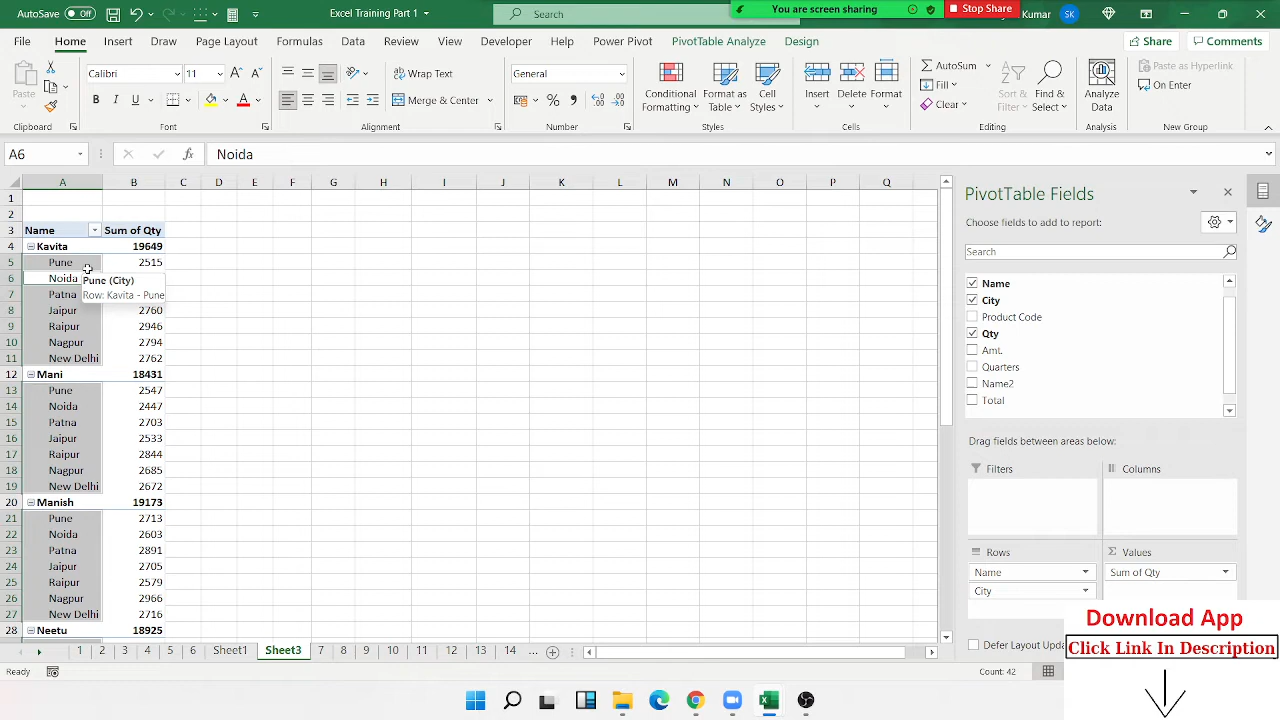 AutoSave Off Excel Training Part 1 Search You are screen sharing Stop Share Kumar SK
File Home Insert Draw Page Layout Formulas Data Review View Developer Help Power Pivot PivotTable Analyze Design Share Comments
Paste Calibri 11 A A Wrap Text General Conditional Formatting Format as Table Cell Styles Insert Delete Format AutoSum Fill Clear Sort & Filter Find & Select Analyze Data Paste as Hyperlink On Enter
B I U A Merge & Center % 9
Clipboard Font Alignment Number Styles Cells Editing Analysis New Group
A6 fx Noida
A B C D E F G H I J K L M N O P Q
1
2
3 Name Sum of Qty
4 Kavita 19649
5 Pune 2515
6 Noida
7 Patna
8 Jaipur 2760
9 Raipur 2946
10 Nagpur 2794
11 New Delhi 2762
12 Mani 18431
13 Pune 2547
14 Noida 2447
15 Patna 2703
16 Jaipur 2533
17 Raipur 2844
18 Nagpur 2685
19 New Delhi 2672
20 Manish 19173
21 Pune 2713
22 Noida 2603
23 Patna 2891
24 Jaipur 2705
25 Raipur 2579
26 Nagpur 2966
27 New Delhi 2716
28 Neetu 18925
Pune (City)
Row: Kavita - Pune
PivotTable Fields
Choose fields to add to report:
Search
Name
City
Product Code
Qty
Amt.
Quarters
Name2
Total
Drag fields between areas below:
Filters Columns
Rows Σ Values
Name Sum of Qty
City
Defer Layout Upda
1 2 3 4 5 6 Sheet1 Sheet3 7 8 9 10 11 12 13 14 ...
Ready Count: 42
Download App
Click Link In Description